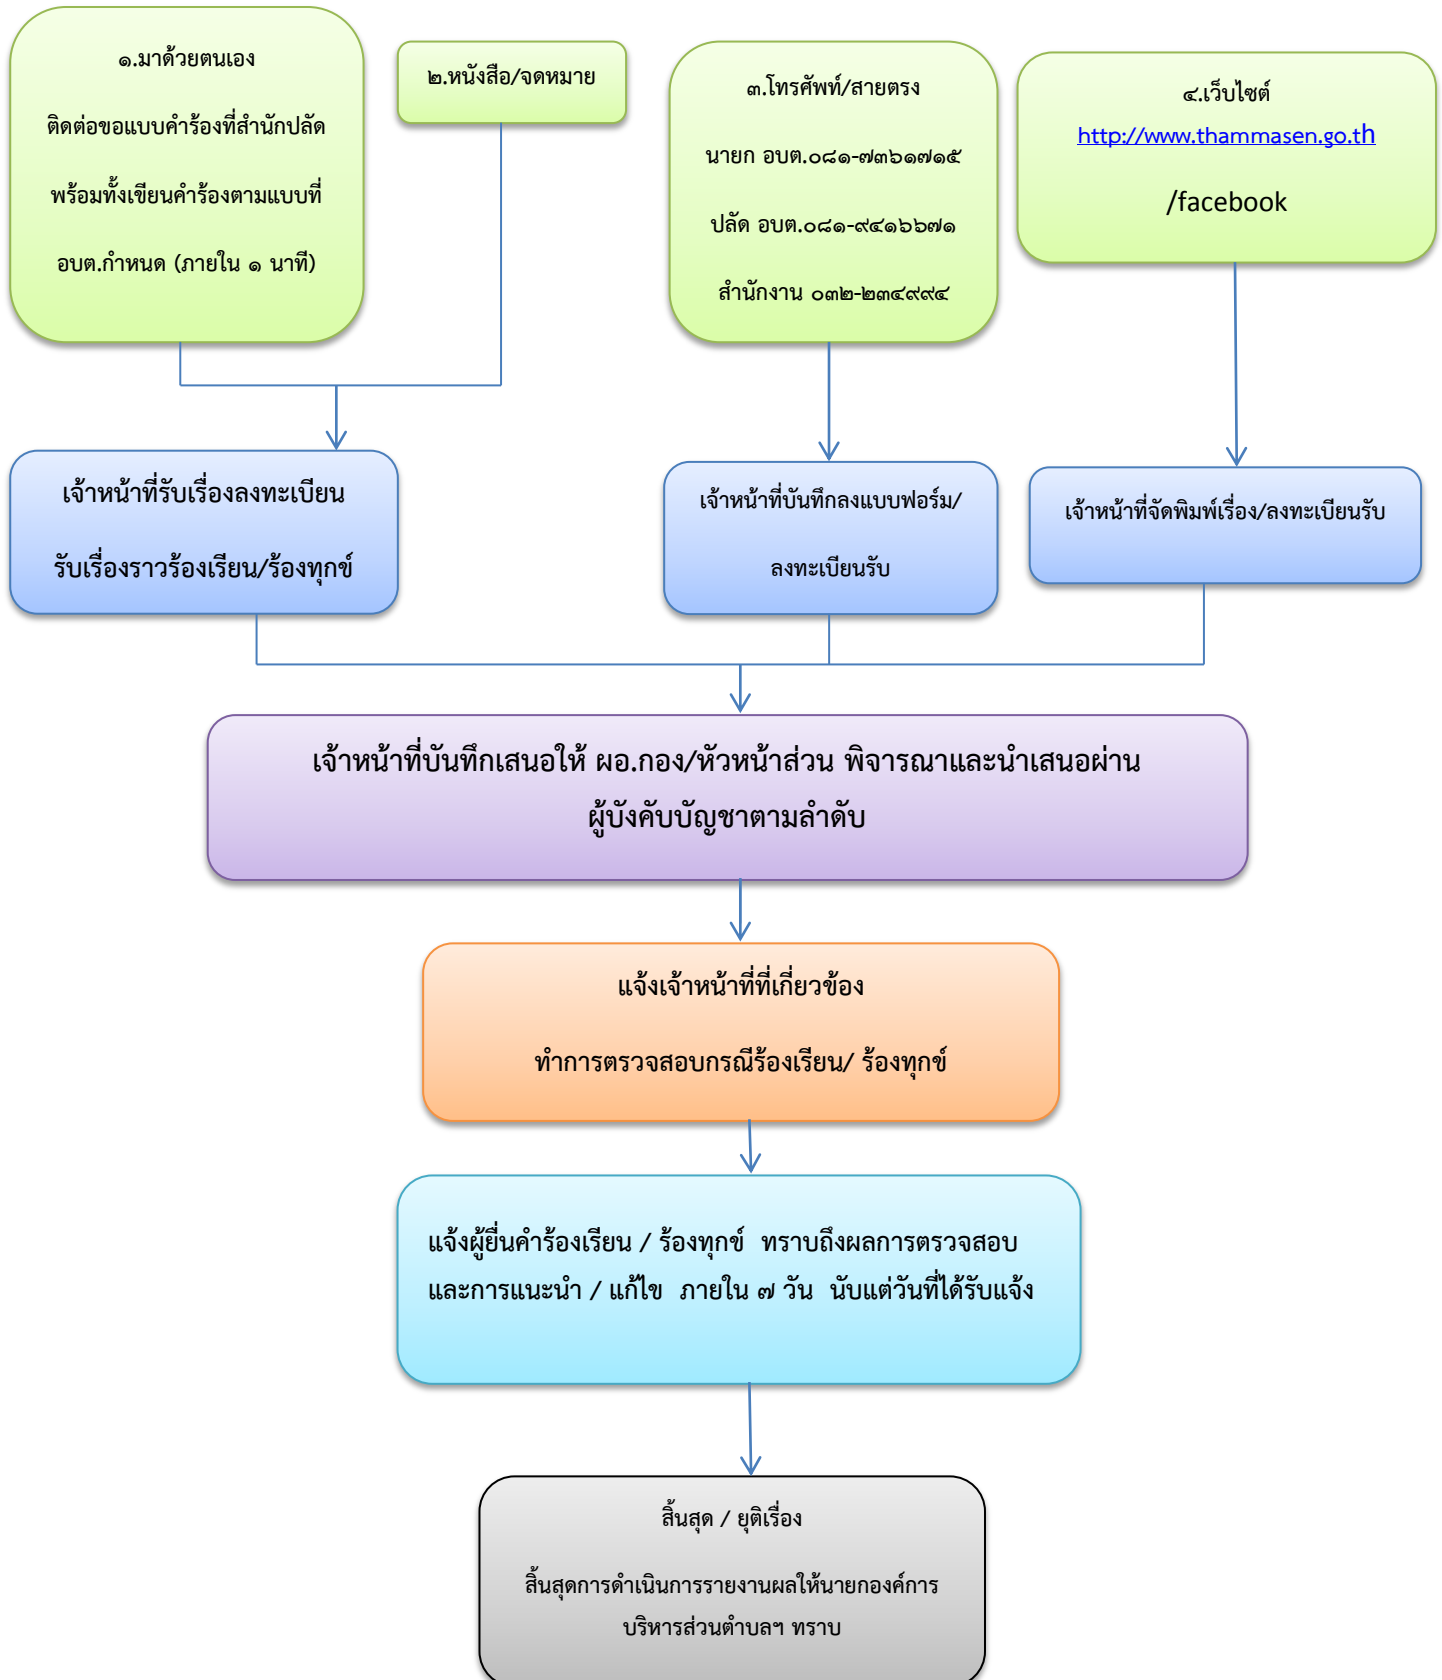 ๑.มาด้วยตนเอง
ติดต่อขอแบบคำร้องที่สำนักปลัด
พร้อมทั้งเขียนคำร้องตามแบบที่
อบต.กำหนด (ภายใน ๑ นาที)
๒.หนังสือ/จดหมาย
๓.โทรศัพท์/สายตรง
นายก อบต.๐๘๑-๗๓๖๑๗๑๕
ปลัด อบต.๐๘๑-๙๔๑๖๖๗๑
สำนักงาน ๐๓๒-๒๓๔๙๙๔
๔.เว็บไซต์
http://www.thammasen.go.th
/facebook
เจ้าหน้าที่รับเรื่องลงทะเบียน
รับเรื่องราวร้องเรียน/ร้องทุกข์
เจ้าหน้าที่บันทึกลงแบบฟอร์ม/
ลงทะเบียนรับ
เจ้าหน้าที่จัดพิมพ์เรื่อง/ลงทะเบียนรับ
เจ้าหน้าที่บันทึกเสนอให้ ผอ.กอง/หัวหน้าส่วน พิจารณาและนำเสนอผ่าน
ผู้บังคับบัญชาตามลำดับ
แจ้งเจ้าหน้าที่ที่เกี่ยวข้อง
ทำการตรวจสอบกรณีร้องเรียน/ ร้องทุกข์
แจ้งผู้ยื่นคำร้องเรียน / ร้องทุกข์ ทราบถึงผลการตรวจสอบ
และการแนะนำ / แก้ไข ภายใน ๗ วัน นับแต่วันที่ได้รับแจ้ง
สิ้นสุด / ยุติเรื่อง
สิ้นสุดการดำเนินการรายงานผลให้นายกองค์การ
บริหารส่วนตำบลฯ ทราบ